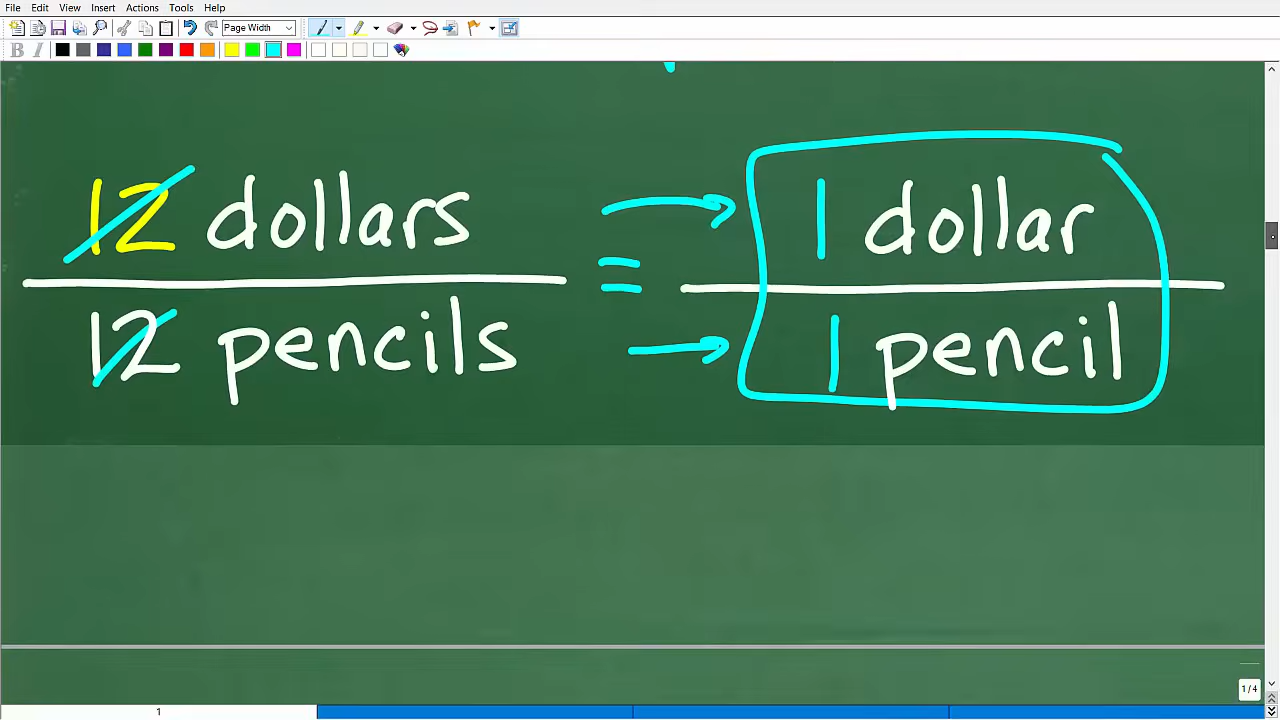 File Edit View Insert Actions Tools Help
Page Width
B I
12 dollars = 1 dollar
12 pencils 1 pencil
1/4
1